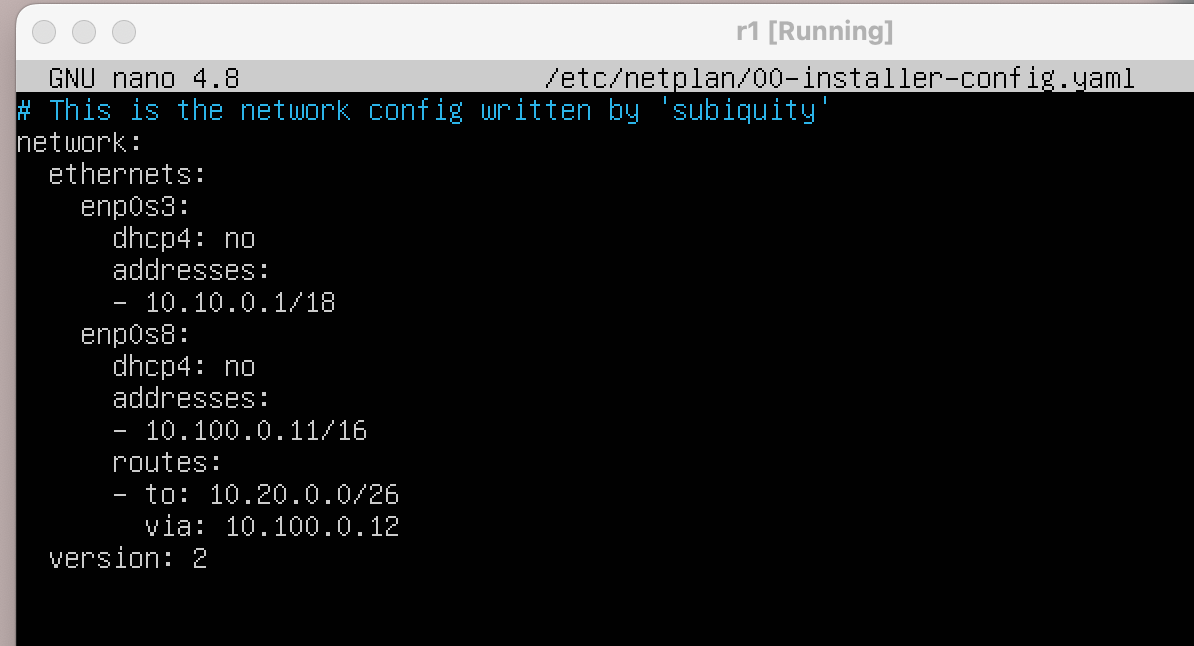 r1 [Running]
GNU nano 4.8 /etc/netplan/00-installer-config.yaml
# This is the network config written by 'subiquity'
network:
  ethernets:
    enp0s3:
      dhcp4: no
      addresses:
      - 10.10.0.1/18
    enp0s8:
      dhcp4: no
      addresses:
      - 10.100.0.11/16
      routes:
      - to: 10.20.0.0/26
        via: 10.100.0.12
  version: 2